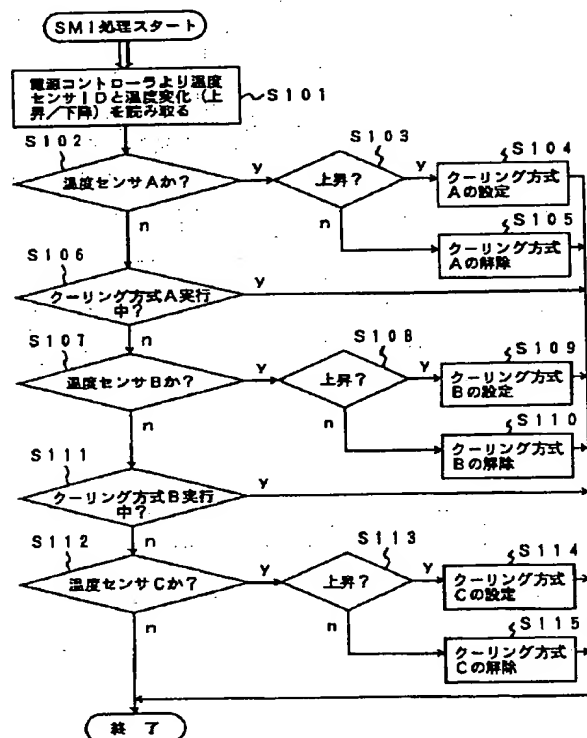 SMI処理スタート
電源コントローラより温度
センサIDと温度変化(上
昇/下降)を読み取る
S101
S102
温度センサAか?
y
n
S103
上昇?
y
n
S104
クーリング方式
Aの設定
S105
クーリング方式
Aの解除
S106
クーリング方式A実行
中?
y
n
S107
温度センサBか?
y
n
S108
上昇?
y
n
S109
クーリング方式
Bの設定
S110
クーリング方式
Bの解除
S111
クーリング方式B実行
中?
y
n
S112
温度センサCか?
y
n
S113
上昇?
y
n
S114
クーリング方式
Cの設定
S115
クーリング方式
Cの解除
終 了